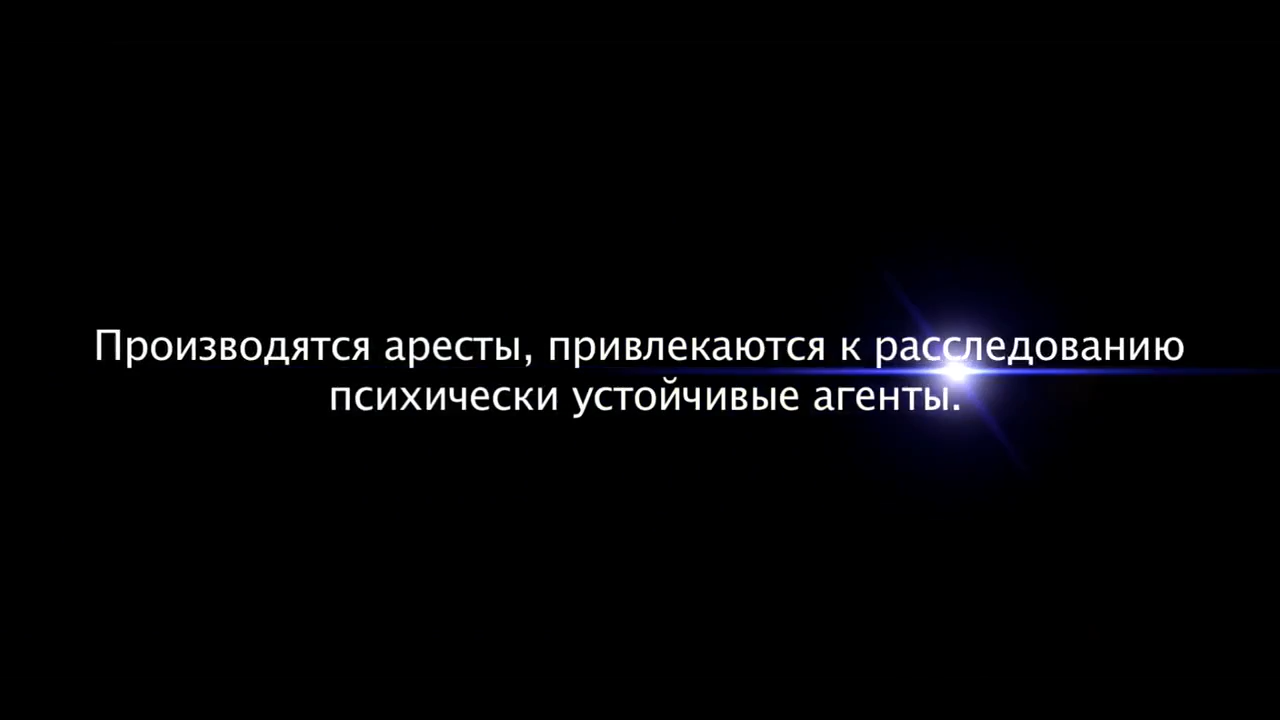 Производятся аресты, привлекаются к расследованию
психически устойчивые агенты.